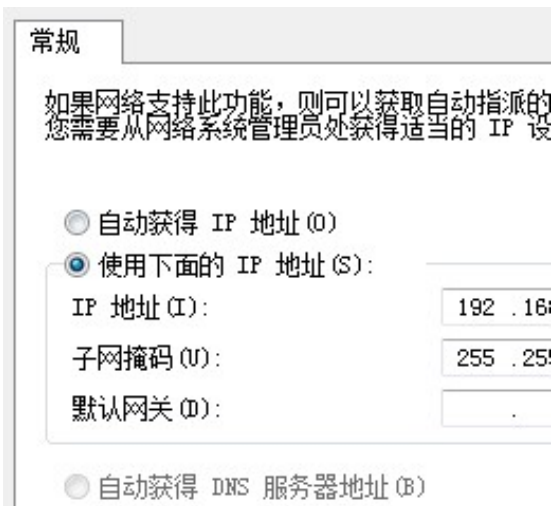 常规
如果网络支持此功能，则可以获取自动指派的
您需要从网络系统管理员处获得适当的 IP 设
自动获得 IP 地址(O)
使用下面的 IP 地址(S):
IP 地址(I):
192 .168
子网掩码(U):
255 .255
默认网关(D):
.
自动获得 DNS 服务器地址(B)